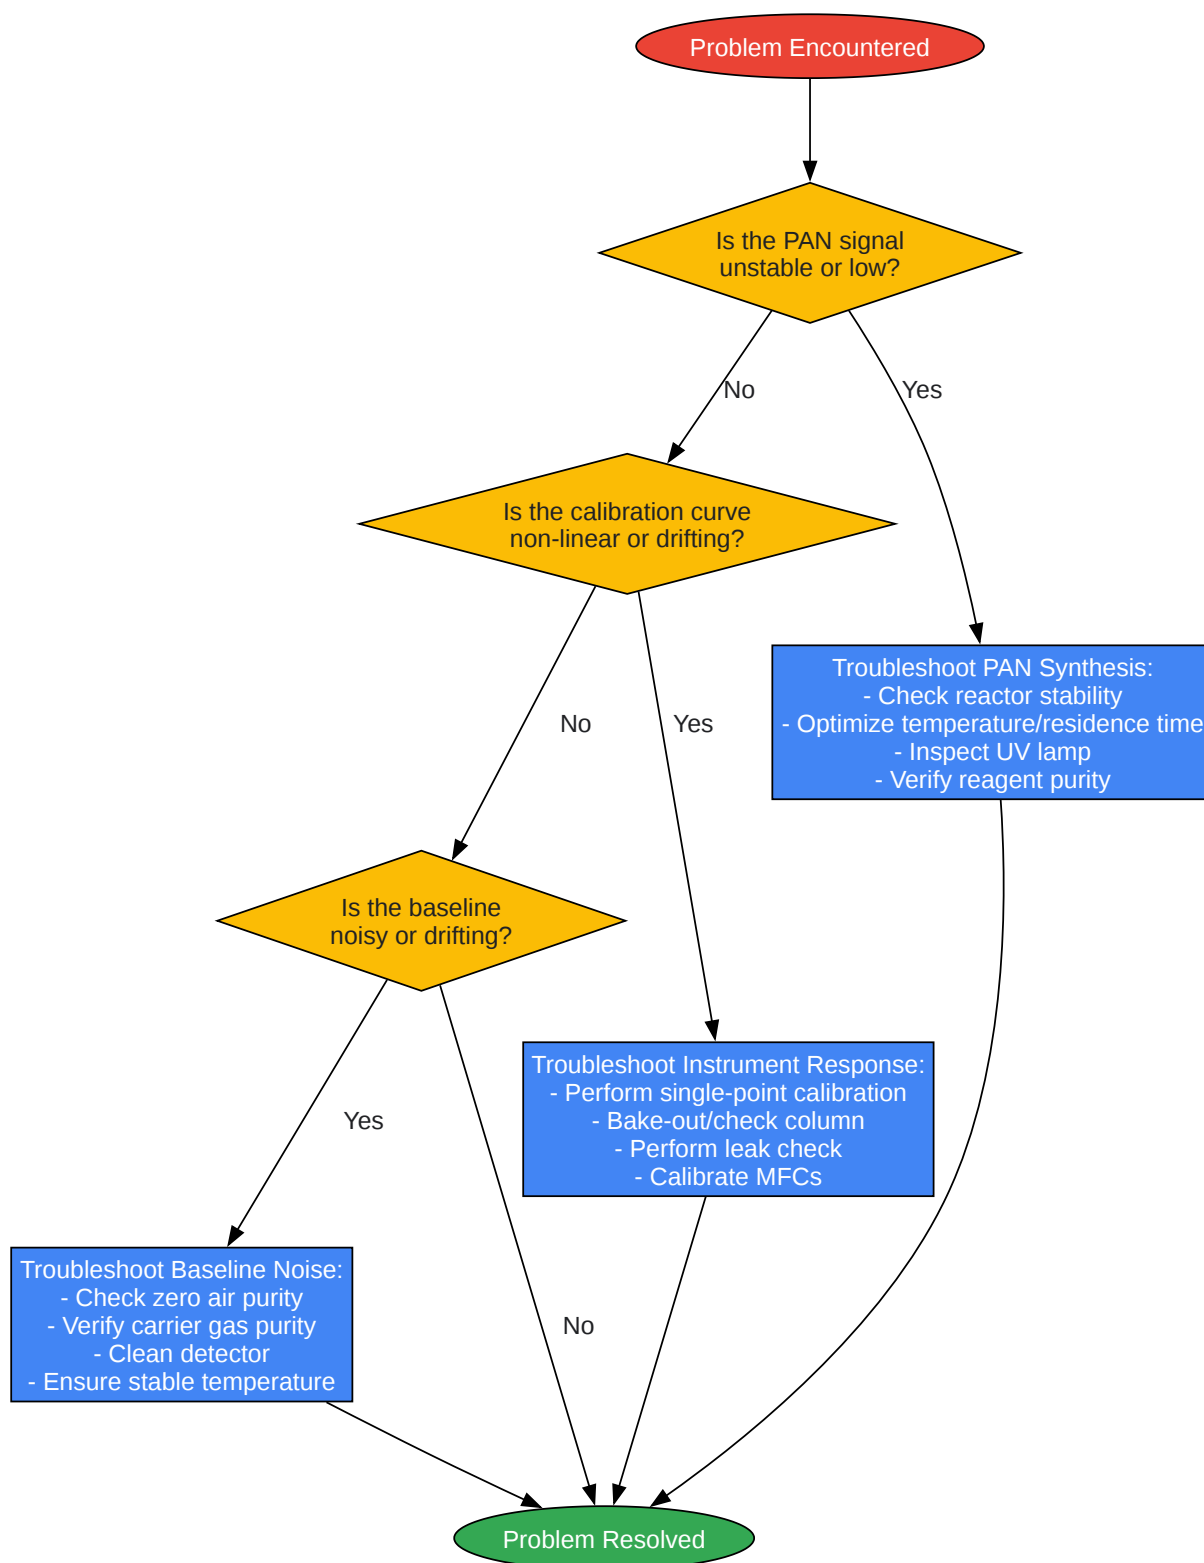 Problem Encountered
Is the PAN signal
unstable or low?
No
Yes
Is the calibration curve
non-linear or drifting?
No
Yes
Troubleshoot PAN Synthesis:
- Check reactor stability
- Optimize temperature/residence time
- Inspect UV lamp
- Verify reagent purity
Is the baseline
noisy or drifting?
Yes
No
Troubleshoot Instrument Response:
- Perform single-point calibration
- Bake-out/check column
- Perform leak check
- Calibrate MFCs
Troubleshoot Baseline Noise:
- Check zero air purity
- Verify carrier gas purity
- Clean detector
- Ensure stable temperature
Problem Resolved